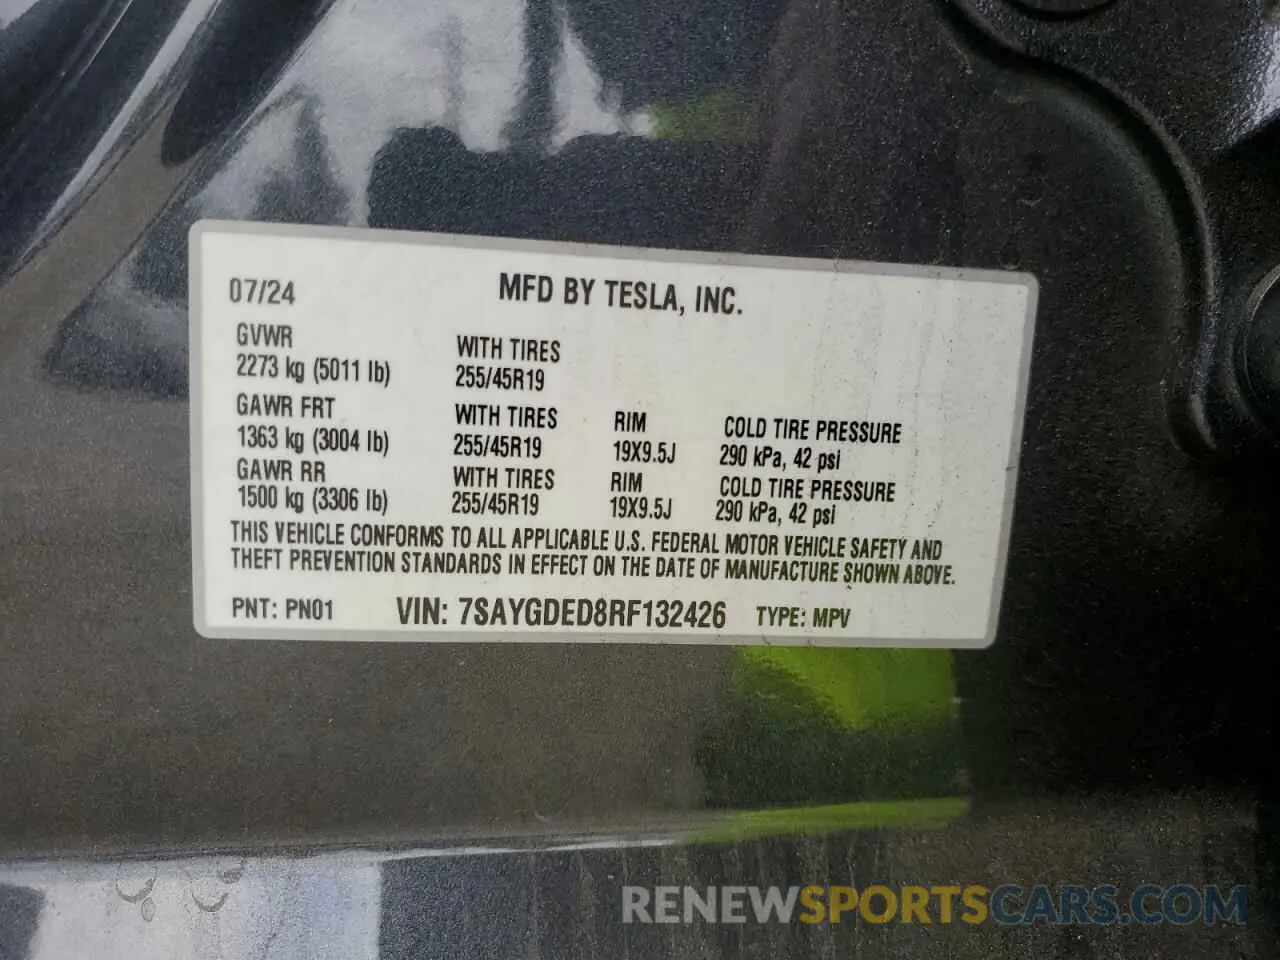 07/24 MFD BY TESLA, INC.
GVWR
2273 kg (5011 lb) WITH TIRES
255/45R19
GAWR FRT
1363 kg (3004 lb) WITH TIRES
255/45R19 RIM
19X9.5J COLD TIRE PRESSURE
290 kPa, 42 psi
GAWR RR
1500 kg (3306 lb) WITH TIRES
255/45R19 RIM
19X9.5J COLD TIRE PRESSURE
290 kPa, 42 psi
THIS VEHICLE CONFORMS TO ALL APPLICABLE U.S. FEDERAL MOTOR VEHICLE SAFETY AND
THEFT PREVENTION STANDARDS IN EFFECT ON THE DATE OF MANUFACTURE SHOWN ABOVE.
PNT: PN01 VIN: 7SAYGDED8RF132426 TYPE: MPV
RENEWSPORTSCARS.COM